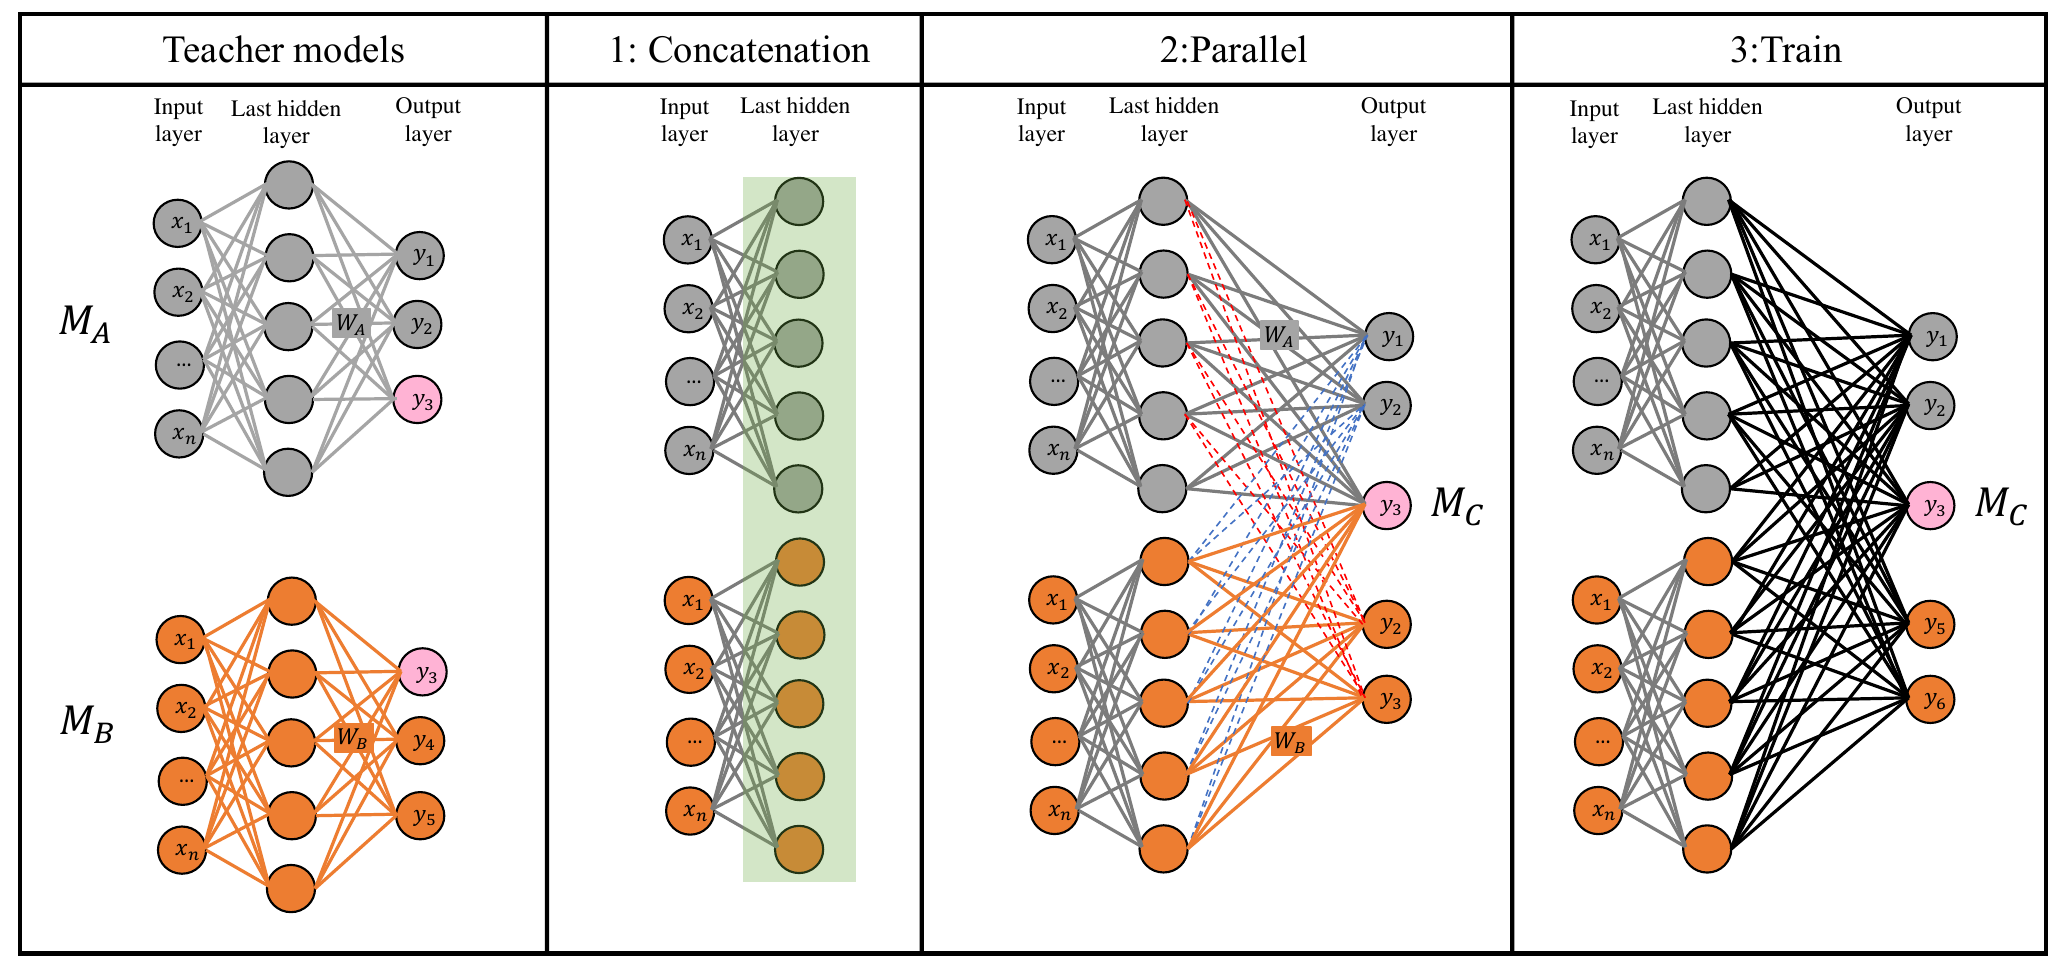 Teacher models
1: Concatenation
2:Parallel
3:Train
Input layer
Last hidden layer
Output layer
x₁
x₂
...
xₙ
M_A
W_A
y₁
y₂
y₃
x₁
x₂
...
xₙ
M_B
W_B
y₃
y₄
y₅
Input layer
Last hidden layer
x₁
x₂
...
xₙ
x₁
x₂
...
xₙ
Input layer
Last hidden layer
Output layer
x₁
x₂
...
xₙ
W_A
y₁
y₂
y₃
M_C
x₁
x₂
...
xₙ
W_B
y₂
y₃
Input layer
Last hidden layer
Output layer
x₁
x₂
...
xₙ
y₁
y₂
y₃
M_C
x₁
x₂
...
xₙ
y₅
y₆